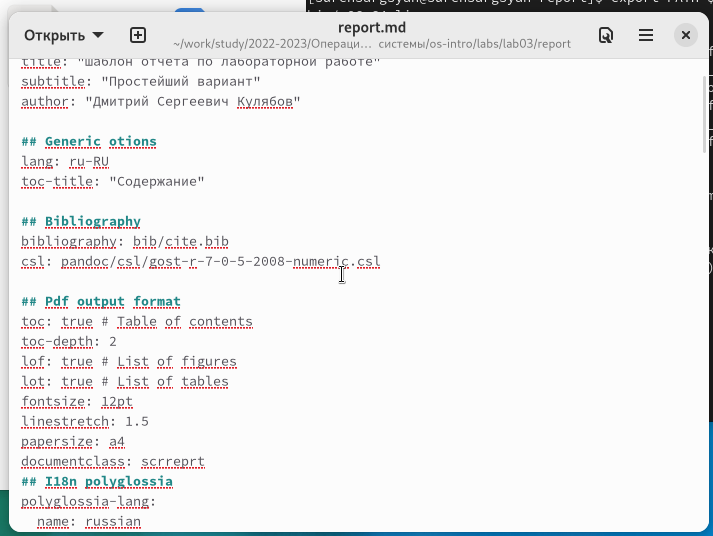 report.md
Открыть
~/work/study/2022-2023/Операци… системы/os-intro/labs/lab03/report
title: "Шаблон отчёта по лабораторной работе"
subtitle: "Простейший вариант"
author: "Дмитрий Сергеевич Кулябов"
## Generic otions
lang: ru-RU
toc-title: "Содержание"
## Bibliography
bibliography: bib/cite.bib
csl: pandoc/csl/gost-r-7-0-5-2008-numeric.csl
## Pdf output format
toc: true # Table of contents
toc-depth: 2
lof: true # List of figures
lot: true # List of tables
fontsize: 12pt
linestretch: 1.5
papersize: a4
documentclass: scrreprt
## I18n polyglossia
polyglossia-lang:
  name: russian